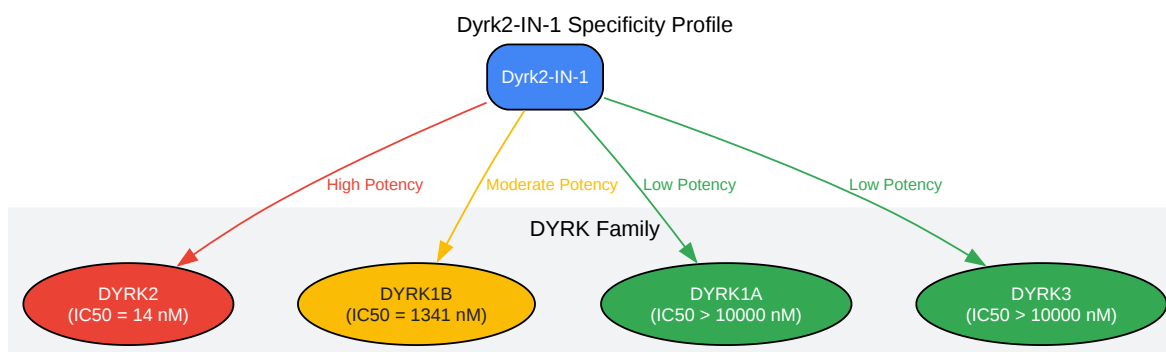 Dyrk2-IN-1 Specificity Profile
Dyrk2-IN-1
High Potency
Moderate Potency
Low Potency
Low Potency
DYRK Family
DYRK2
(IC50 = 14 nM)
DYRK1B
(IC50 = 1341 nM)
DYRK1A
(IC50 > 10000 nM)
DYRK3
(IC50 > 10000 nM)